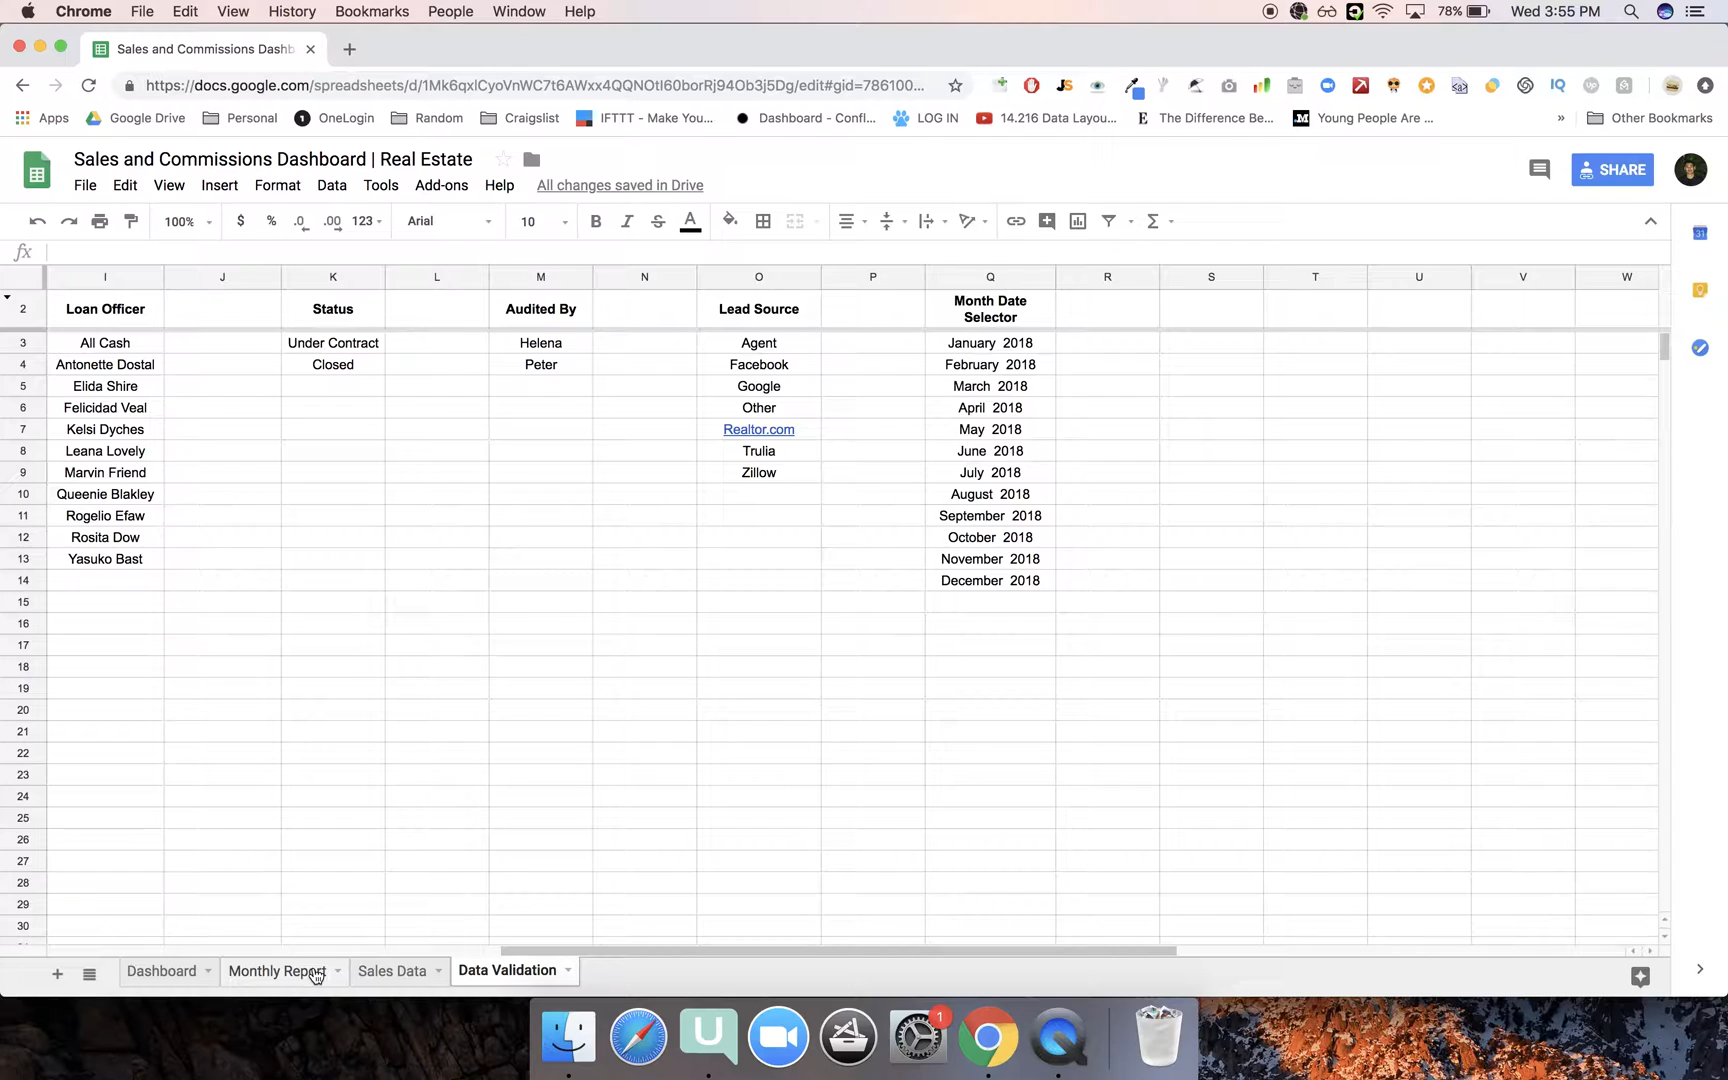 Chrome File Edit View History Bookmarks People Window Help 78% Wed 3:55 PM
Sales and Commissions Dashb
https://docs.google.com/spreadsheets/d/1Mk6qxlCyoVnWC7t6AWxx4QQNOtI60borRj94Ob3j5Dg/edit#gid=786100...
Apps Google Drive Personal OneLogin Random Craigslist IFTTT - Make You... Dashboard - Confl... LOG IN 14.216 Data Layou... The Difference Be... Young People Are ... » Other Bookmarks
Sales and Commissions Dashboard | Real Estate
SHARE
File Edit View Insert Format Data Tools Add-ons Help All changes saved in Drive
100% $ % .0 .00 123 Arial 10 B I S A Σ
fx
I J K L M N O P Q R S T U V W
2 Loan Officer Status Audited By Lead Source Month Date Selector
3 All Cash Under Contract Helena Agent January 2018
4 Antonette Dostal Closed Peter Facebook February 2018
5 Elida Shire Google March 2018
6 Felicidad Veal Other April 2018
7 Kelsi Dyches Realtor.com May 2018
8 Leana Lovely Trulia June 2018
9 Marvin Friend Zillow July 2018
10 Queenie Blakley August 2018
11 Rogelio Efaw September 2018
12 Rosita Dow October 2018
13 Yasuko Bast November 2018
14 December 2018
15
16
17
18
19
20
21
22
23
24
25
26
27
28
29
30
Dashboard Monthly Report Sales Data Data Validation
1